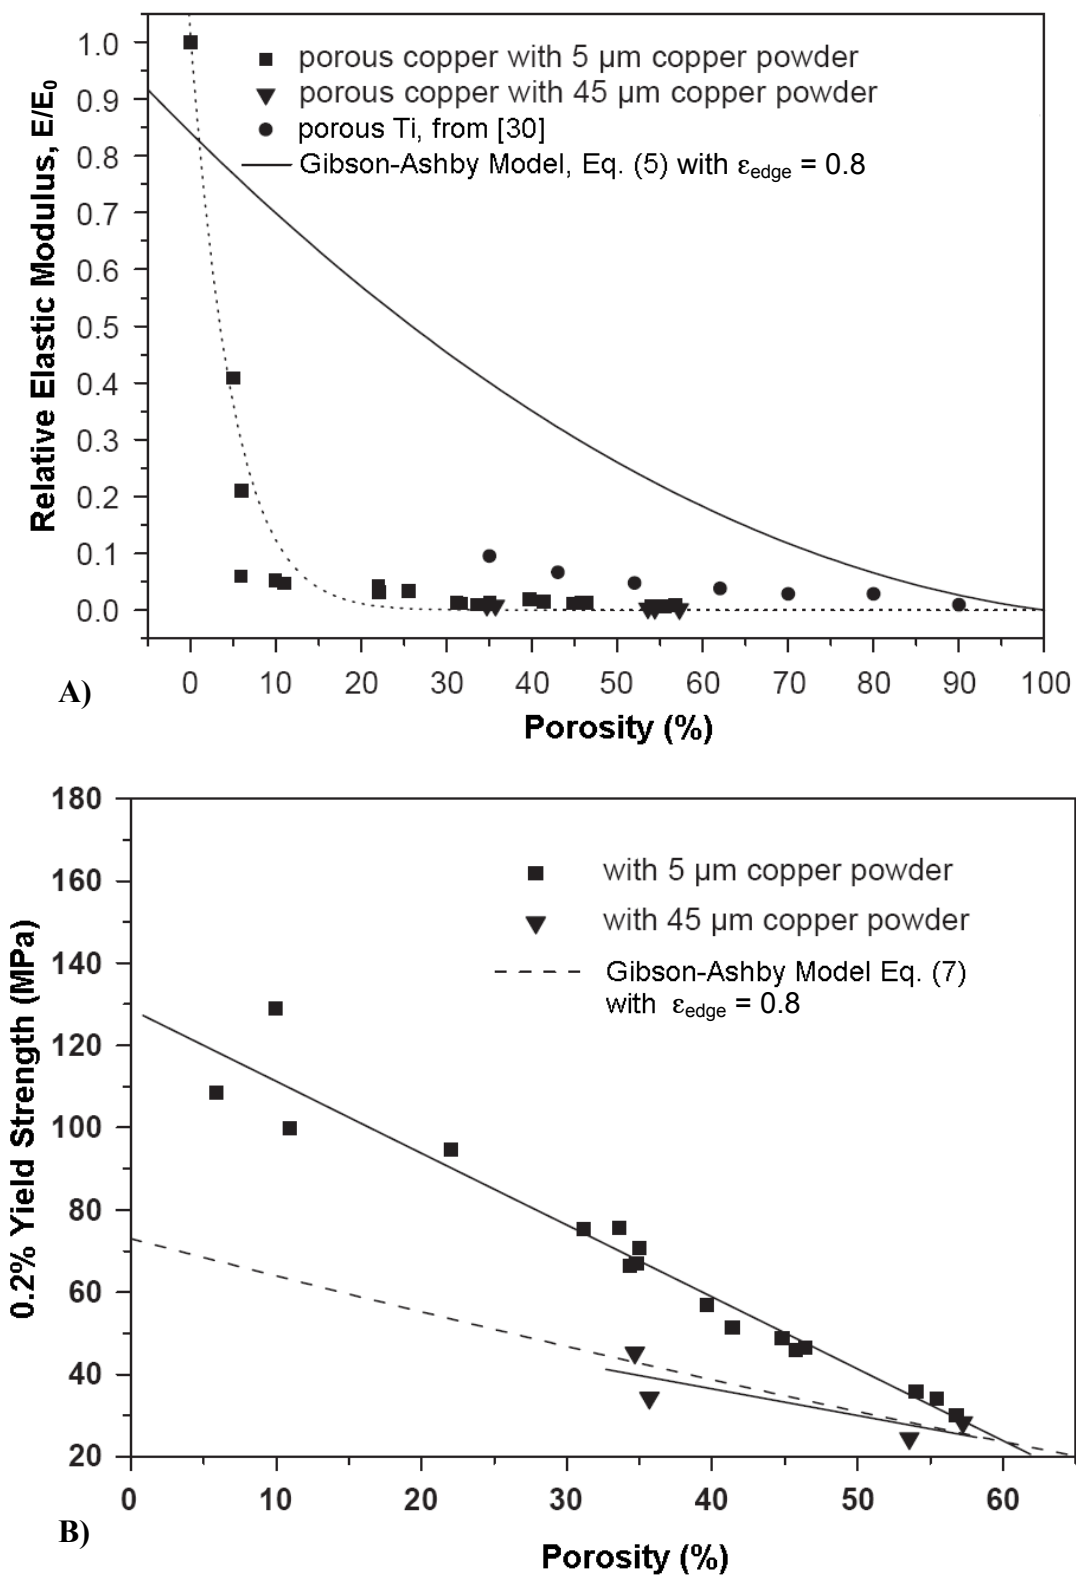 1.0
0.9
0.8
0.7
0.6
0.5
0.4
0.3
0.2
0.1
0.0
Relative Elastic Modulus, E/E₀
porous copper with 5 µm copper powder
porous copper with 45 µm copper powder
porous Ti, from [30]
Gibson-Ashby Model, Eq. (5) with εedge = 0.8
0 10 20 30 40 50 60 70 80 90 100
A)
Porosity (%)
180
160
140
120
100
80
60
40
20
0.2% Yield Strength (MPa)
with 5 µm copper powder
with 45 µm copper powder
Gibson-Ashby Model Eq. (7)
with εedge = 0.8
0 10 20 30 40 50 60
B)
Porosity (%)